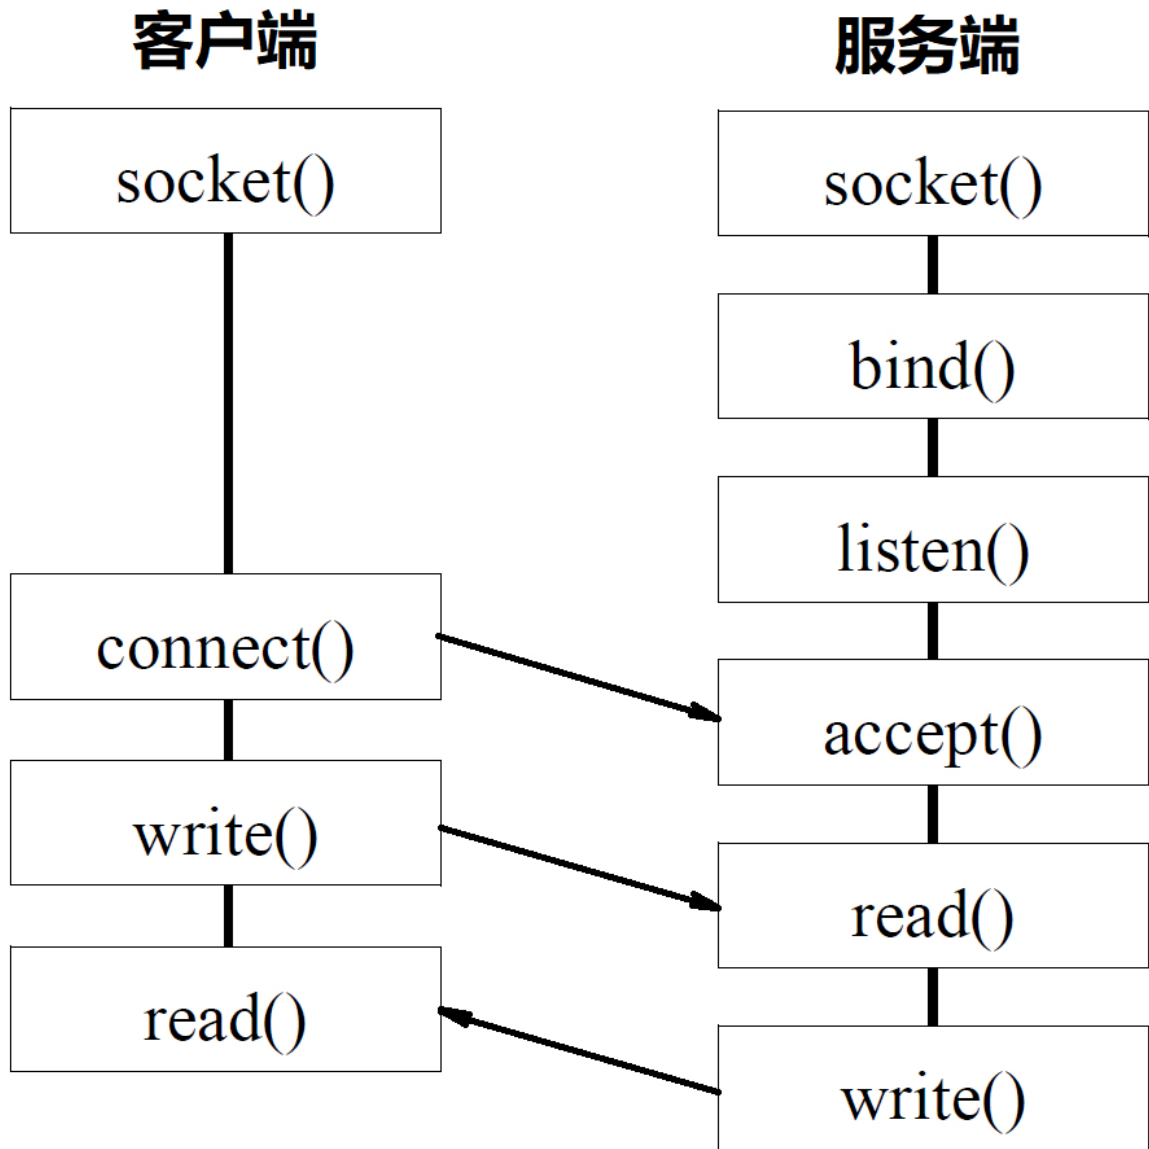 客户端
socket()
connect()
write()
read()
服务端
socket()
bind()
listen()
accept()
read()
write()